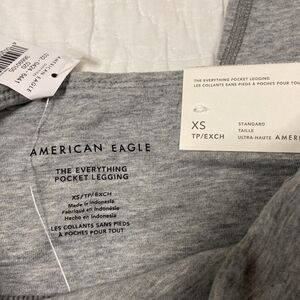 AMERICAN EAGLE
THE EVERYTHING
POCKET LEGGING
XS/TP/EXCH
Made in Indonesia
Fabriqué en Indonésie
Hecho en Indonesia
LES COLLANTS SANS PIEDS
À POCHES POUR TOUT
THE EVERYTHING POCKET LEGGING
LES COLLANTS SANS PIEDS À POCHES POUR TOUT
XS
TP/EXCH
STANDARD
TAILLE
ULTRA-HAUTE
AMER
AMERICAN
EAGLE